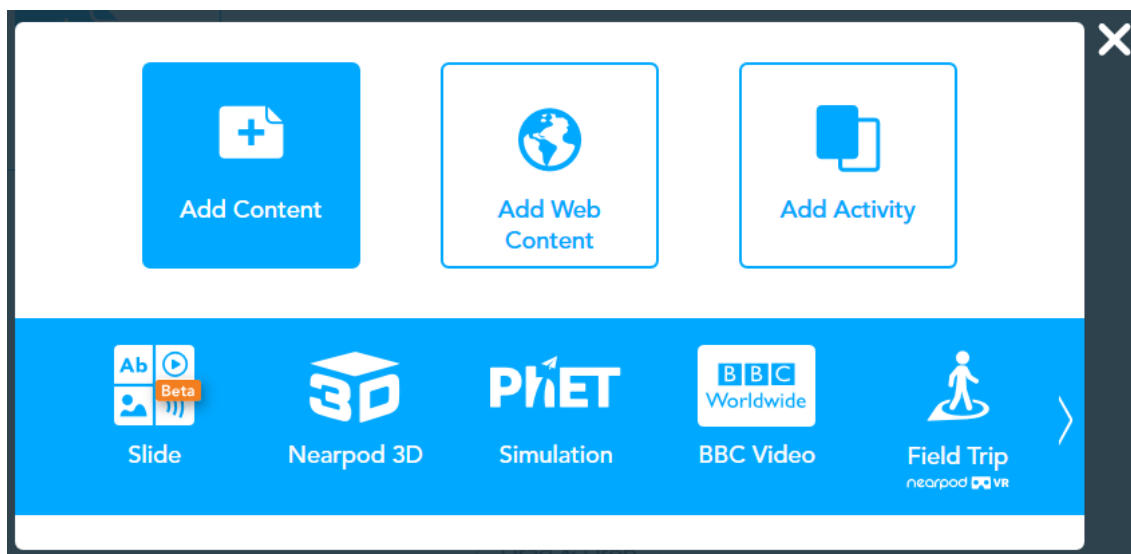 Add Content
Add Web
Content
Add Activity
Ab
Beta
Slide
3D
Nearpod 3D
PhET
Simulation
BBC
Worldwide
BBC Video
Field Trip
nearpod VR